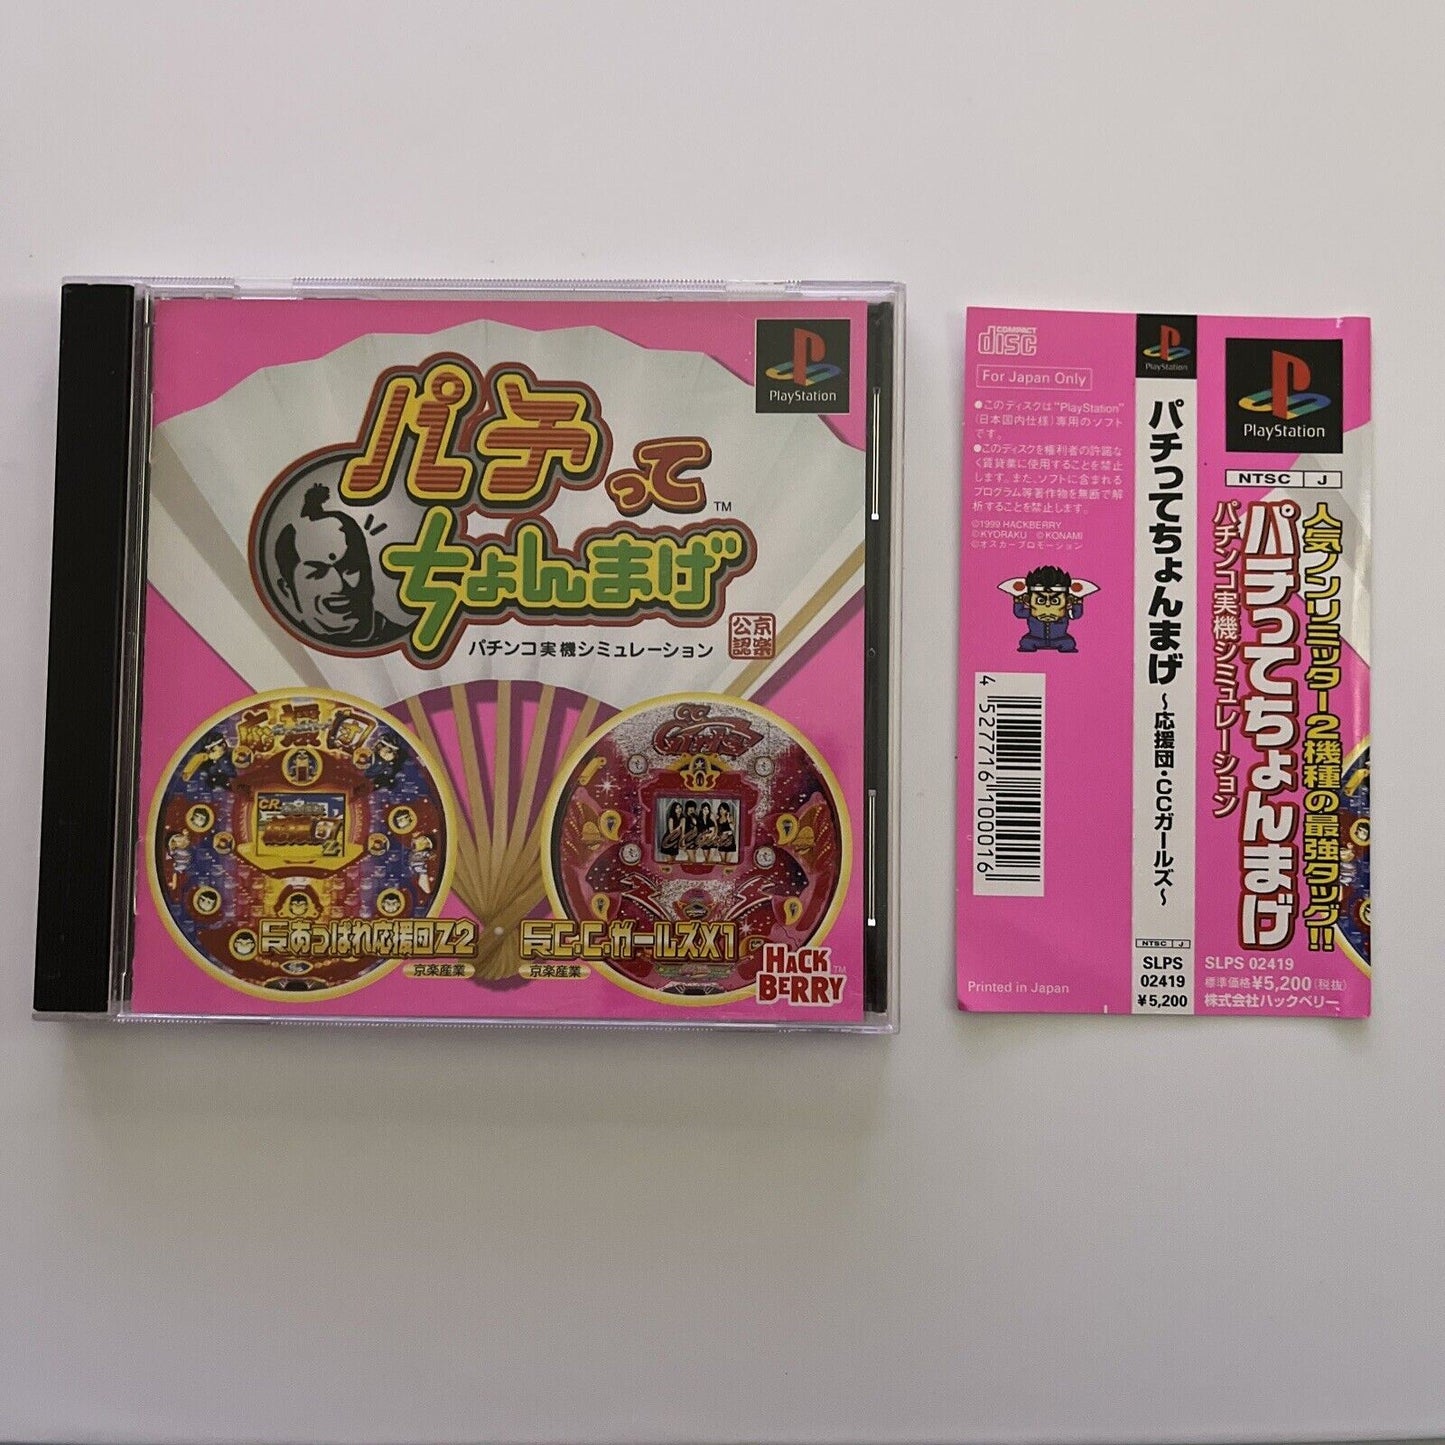 パチって™
ちょんまげ
パチンコ実機シミュレーション
京楽
公認
PlayStation
応援団
CC Girls
CRあっぱれ応援団Z2
京楽産業
CRC.C.ガールズX1
京楽産業
HACK
BERRY™
COMPACT
disc
For Japan Only
●このディスクは“PlayStation”
(日本国内仕様)専用のソフト
です。
●このディスクを権利者の許諾な
く賃貸業に使用することを禁止
します。また、ソフトに含まれる
プログラム等著作物を無断で解
析することを禁止します。
©1999 HACKBERRY
©KYORAKU ©KONAMI
©オスカープロモーション
4 527716 100016
Printed in Japan
PlayStation
パチってちょんまげ ～応援団・CCガールズ～
NTSC J
SLPS
02419
¥5,200
PlayStation
NTSC J
人気ノンリミッター2機種の最強タッグ!!
パチってちょんまげ
パチンコ実機シミュレーション
SLPS 02419
標準価格¥5,200(税抜)
株式会社ハックベリー